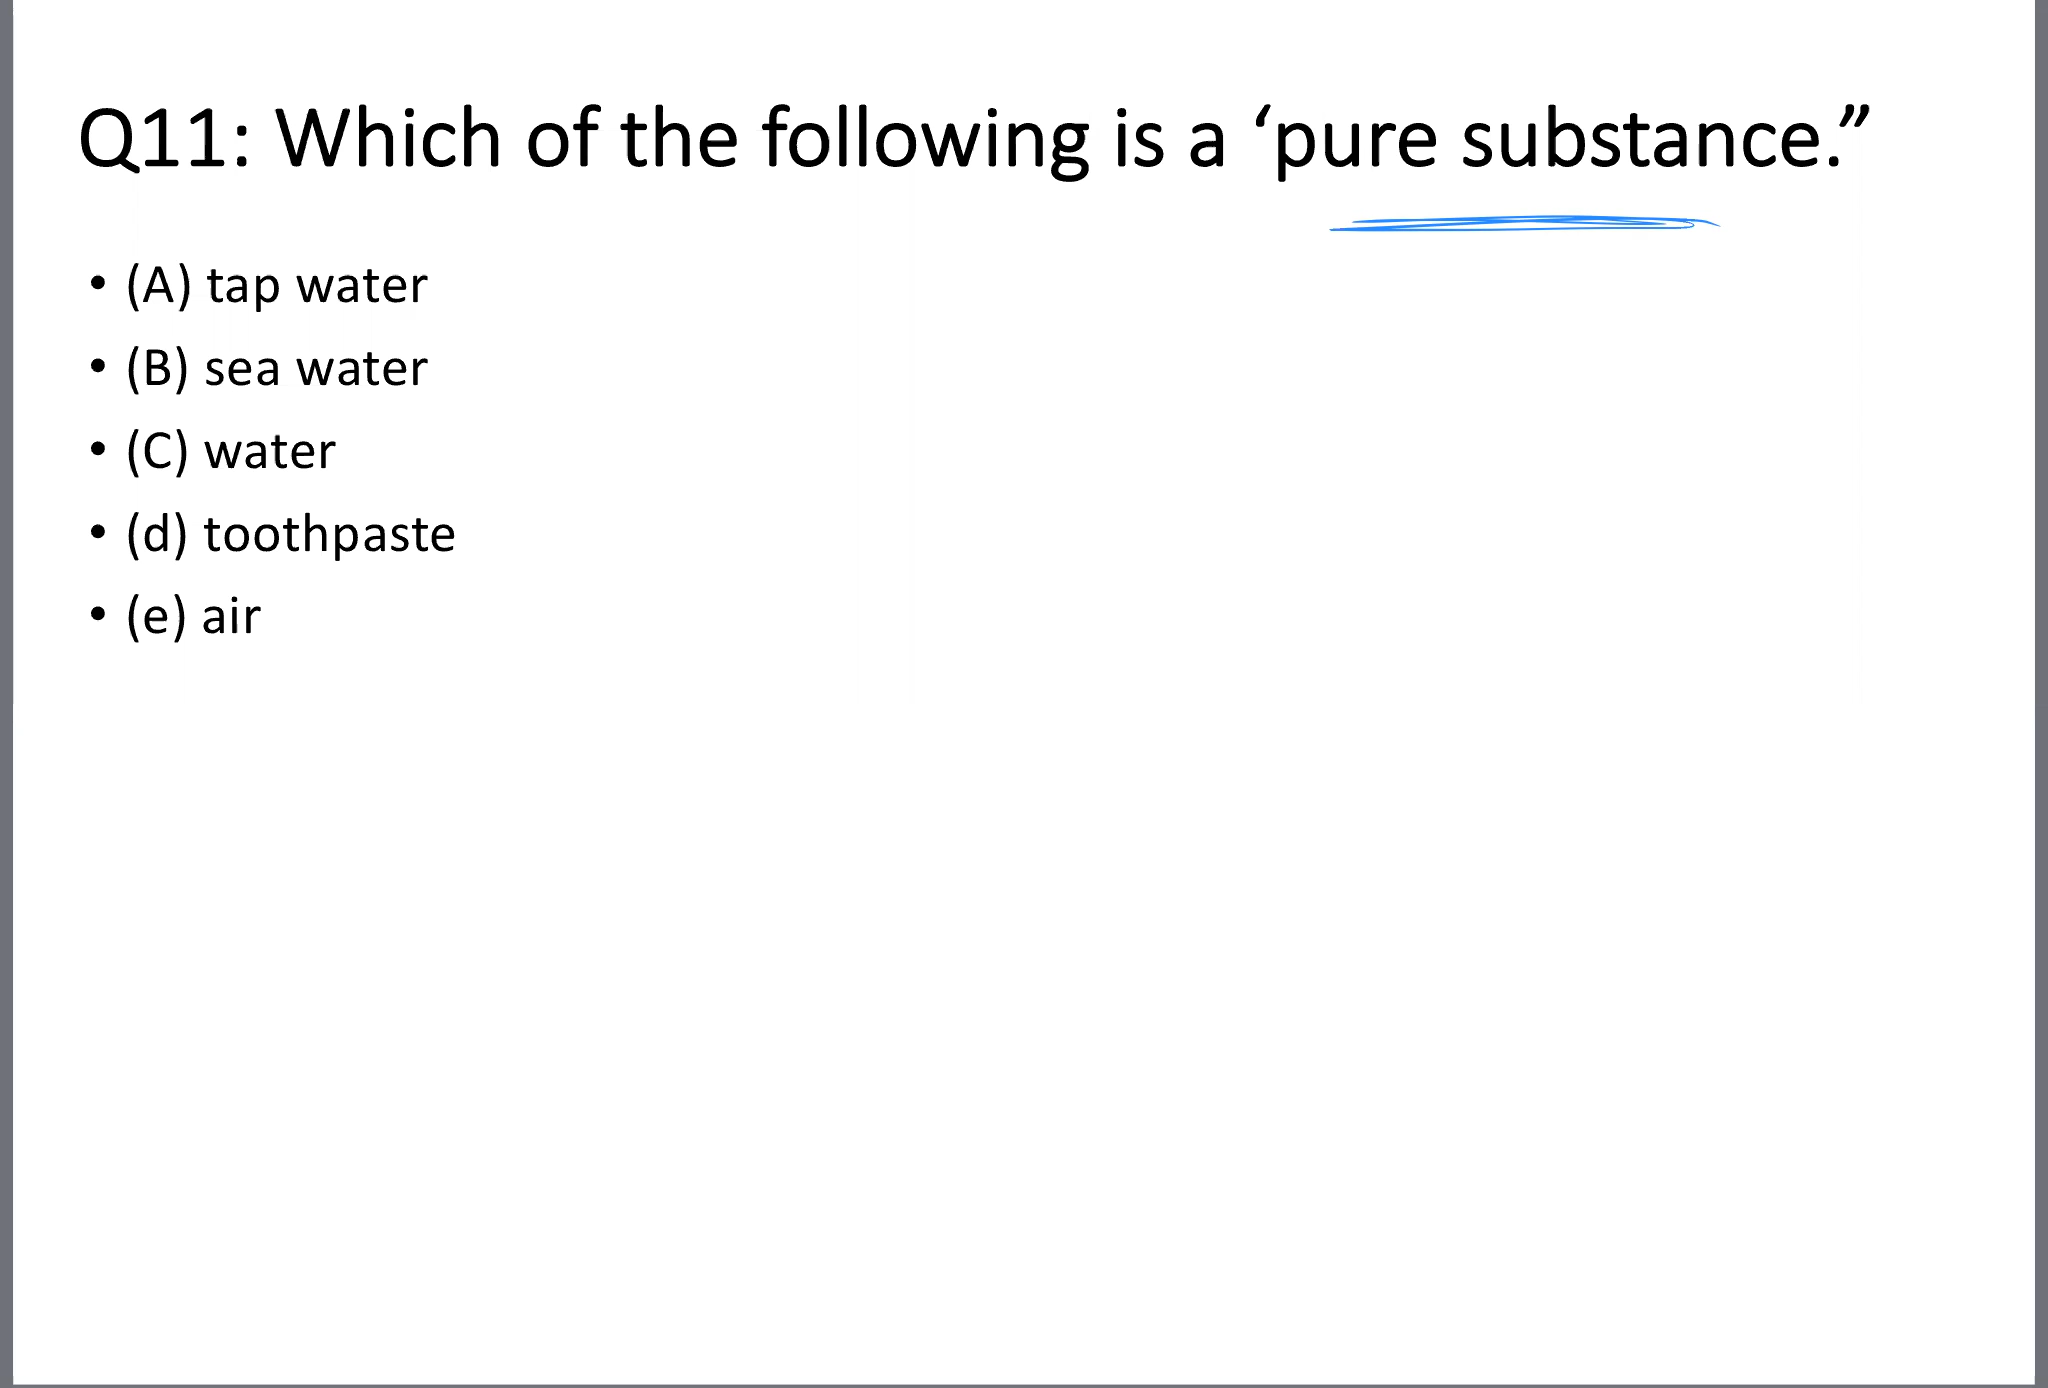 Q11: Which of the following is a ‘pure substance.”
• (A) tap water
• (B) sea water
• (C) water
• (d) toothpaste
• (e) air